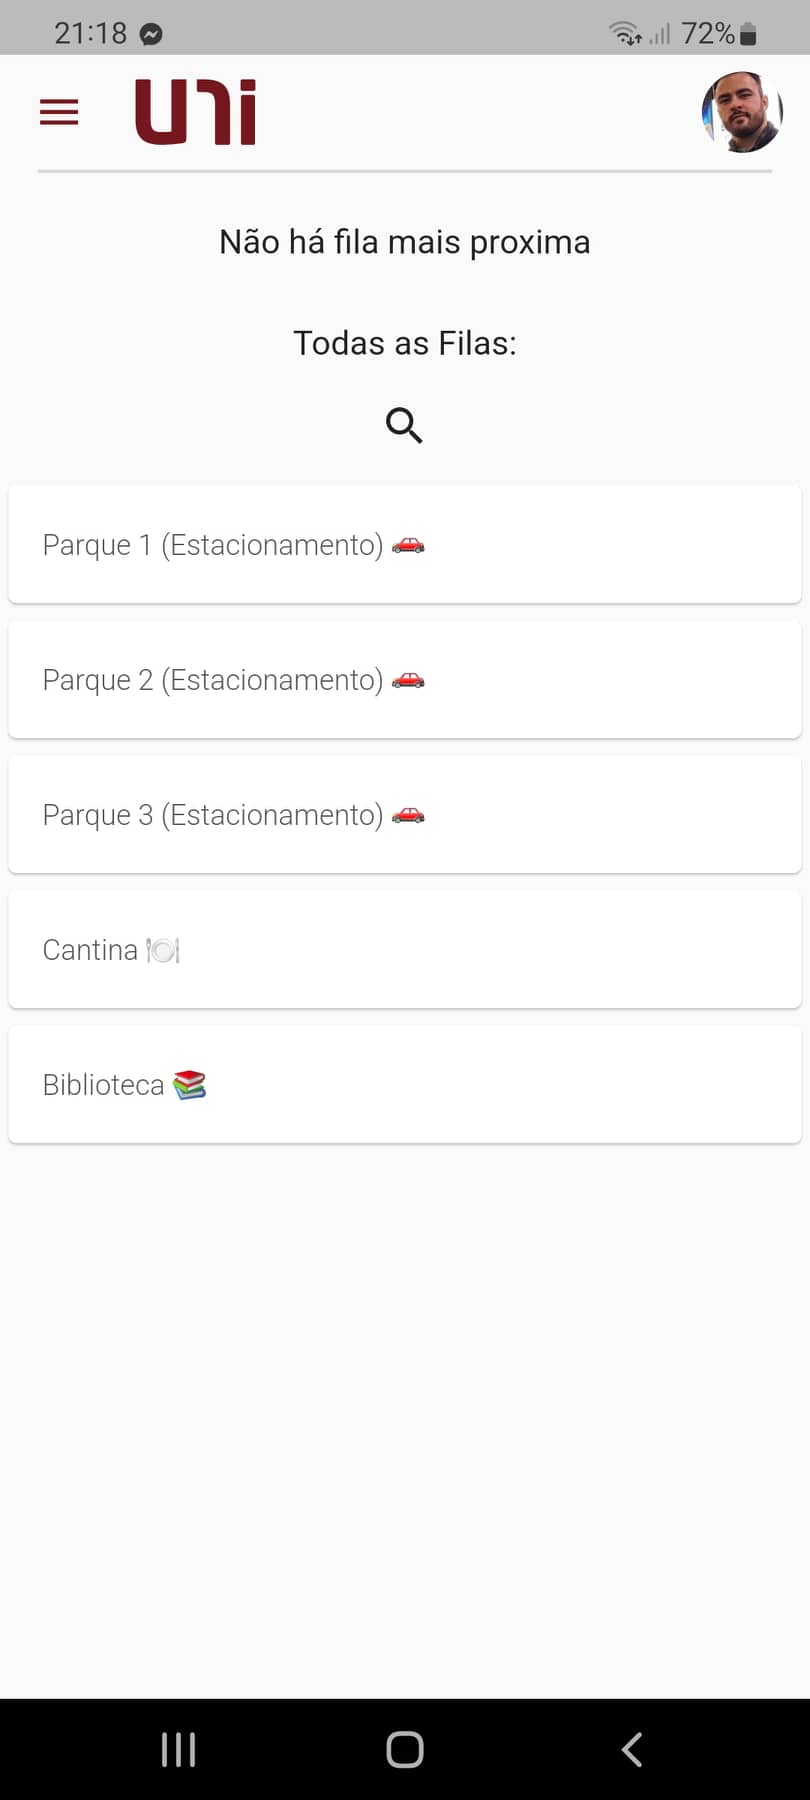 21:18
72%
uni
Não há fila mais proxima
Todas as Filas:
Parque 1 (Estacionamento) 🚗
Parque 2 (Estacionamento) 🚗
Parque 3 (Estacionamento) 🚗
Cantina 🍽️
Biblioteca 📚